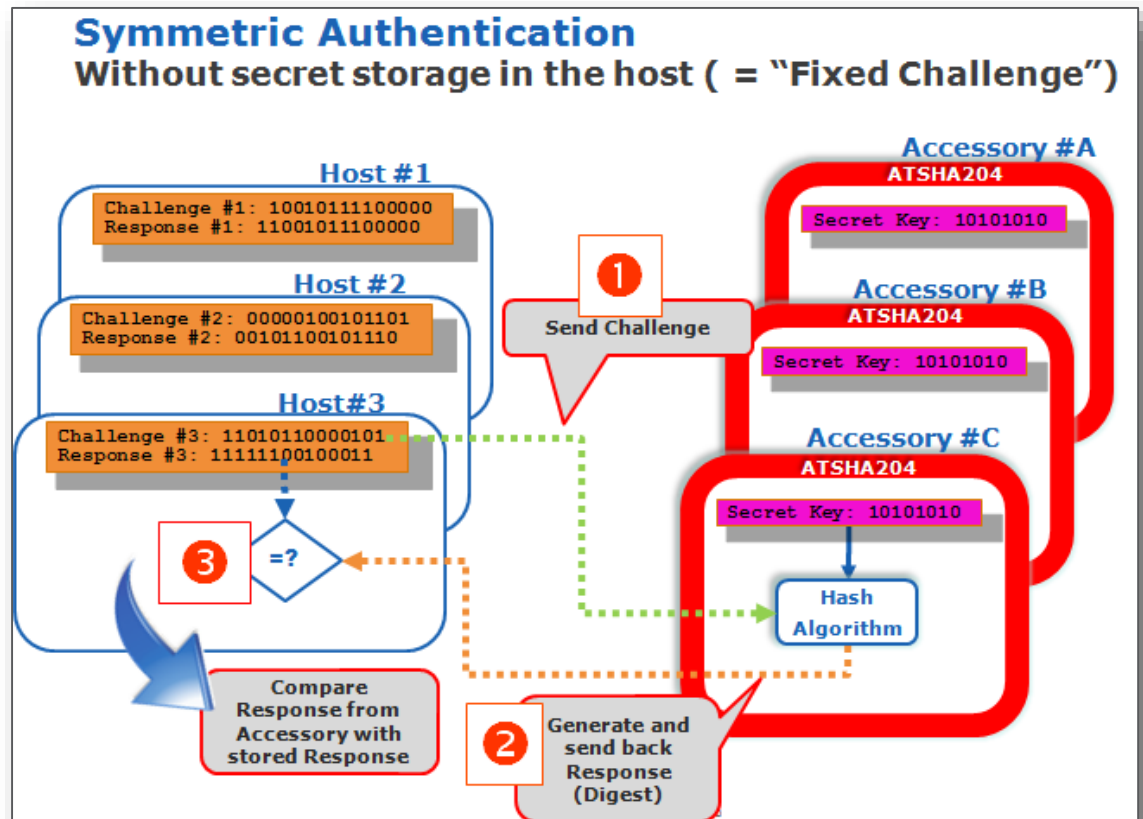 Symmetric Authentication
Without secret storage in the host ( = “Fixed Challenge”)
Host #1
Challenge #1: 10010111100000
Response #1: 11001011100000
Host #2
Challenge #2: 00000100101101
Response #2: 00101100101110
Host#3
Challenge #3: 11010110000101
Response #3: 11111100100011
=?
3
Compare
Response from
Accessory with
stored Response
1
Send Challenge
2
Generate and
send back
Response
(Digest)
Accessory #A
ATSHA204
Secret Key: 10101010
Accessory #B
ATSHA204
Secret Key: 10101010
Accessory #C
ATSHA204
Secret Key: 10101010
Hash
Algorithm